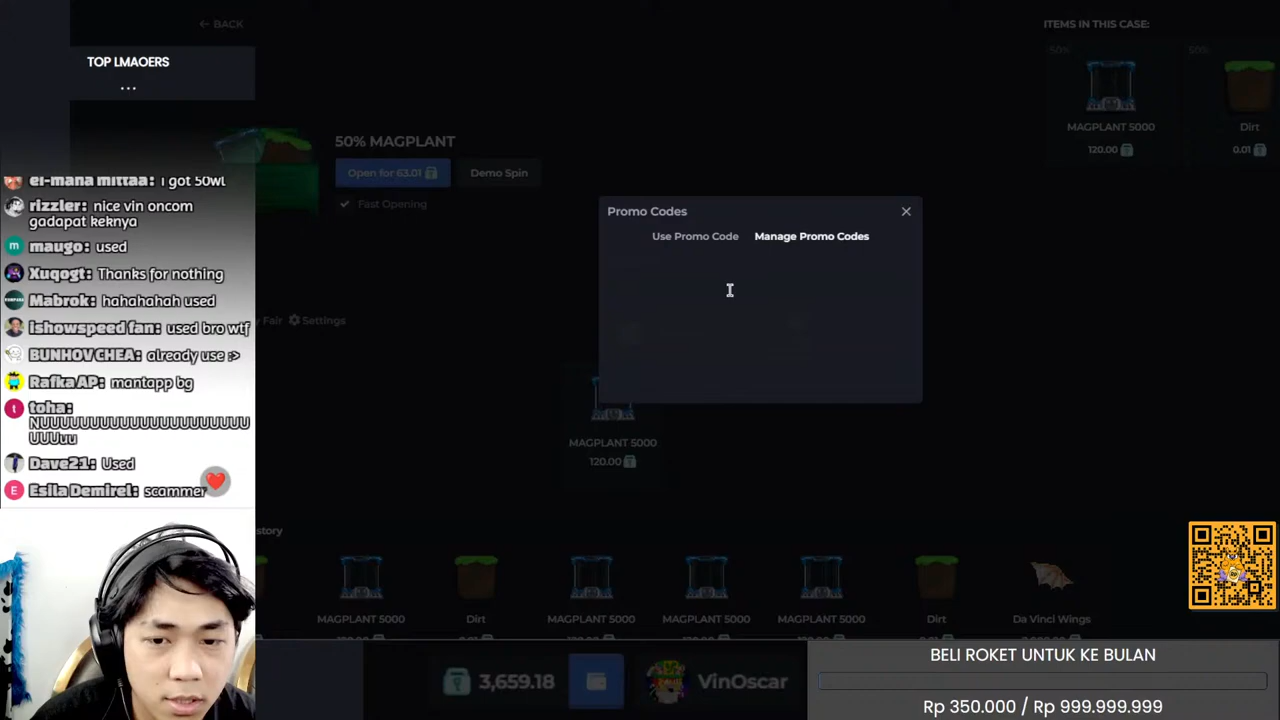 BACK
ITEMS IN THIS CASE:
TOP LMAOERS
...
50%
50%
MAGPLANT 5000
120.00
Dirt
0.01
50% MAGPLANT
Open for 63.01
Demo Spin
Fast Opening
Promo Codes
Use Promo Code
Manage Promo Codes
el-mana mittaa: I got 50wl
rizzler: nice vin oncom
gadapat keknya
maugo: used
Xuqogt: Thanks for nothing
Mabrok: hahahahah used
ishowspeed fan: used bro wtf
BUNHOV CHEA: already use :>
Rafka AP: mantapp bg
toha:
Dave21: Used
Esila Demirel: scammer
Fair
Settings
MAGPLANT 5000
120.00
story
MAGPLANT 5000
Dirt
MAGPLANT 5000
MAGPLANT 5000
MAGPLANT 5000
Dirt
Da Vinci Wings
3,659.18
VinOscar
BELI ROKET UNTUK KE BULAN
Rp 350.000 / Rp 999.999.999